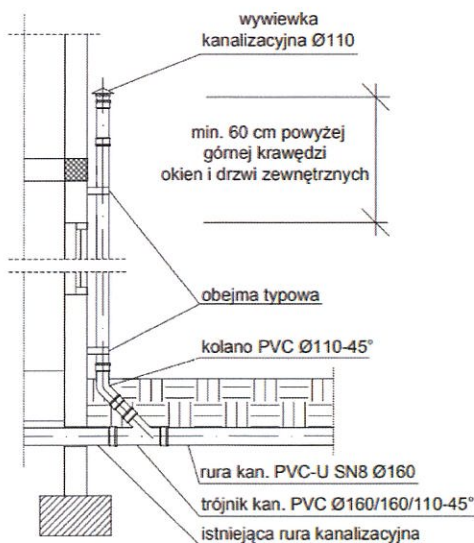 wywiewka
kanalizacyjna Ø110
min. 60 cm powyżej
górnej krawędzi
okien i drzwi zewnętrznych
obejma typowa
kolano PVC Ø110-45°
rura kan. PVC-U SN8 Ø160
trójnik kan. PVC Ø160/160/110-45°
istniejąca rura kanalizacyjna